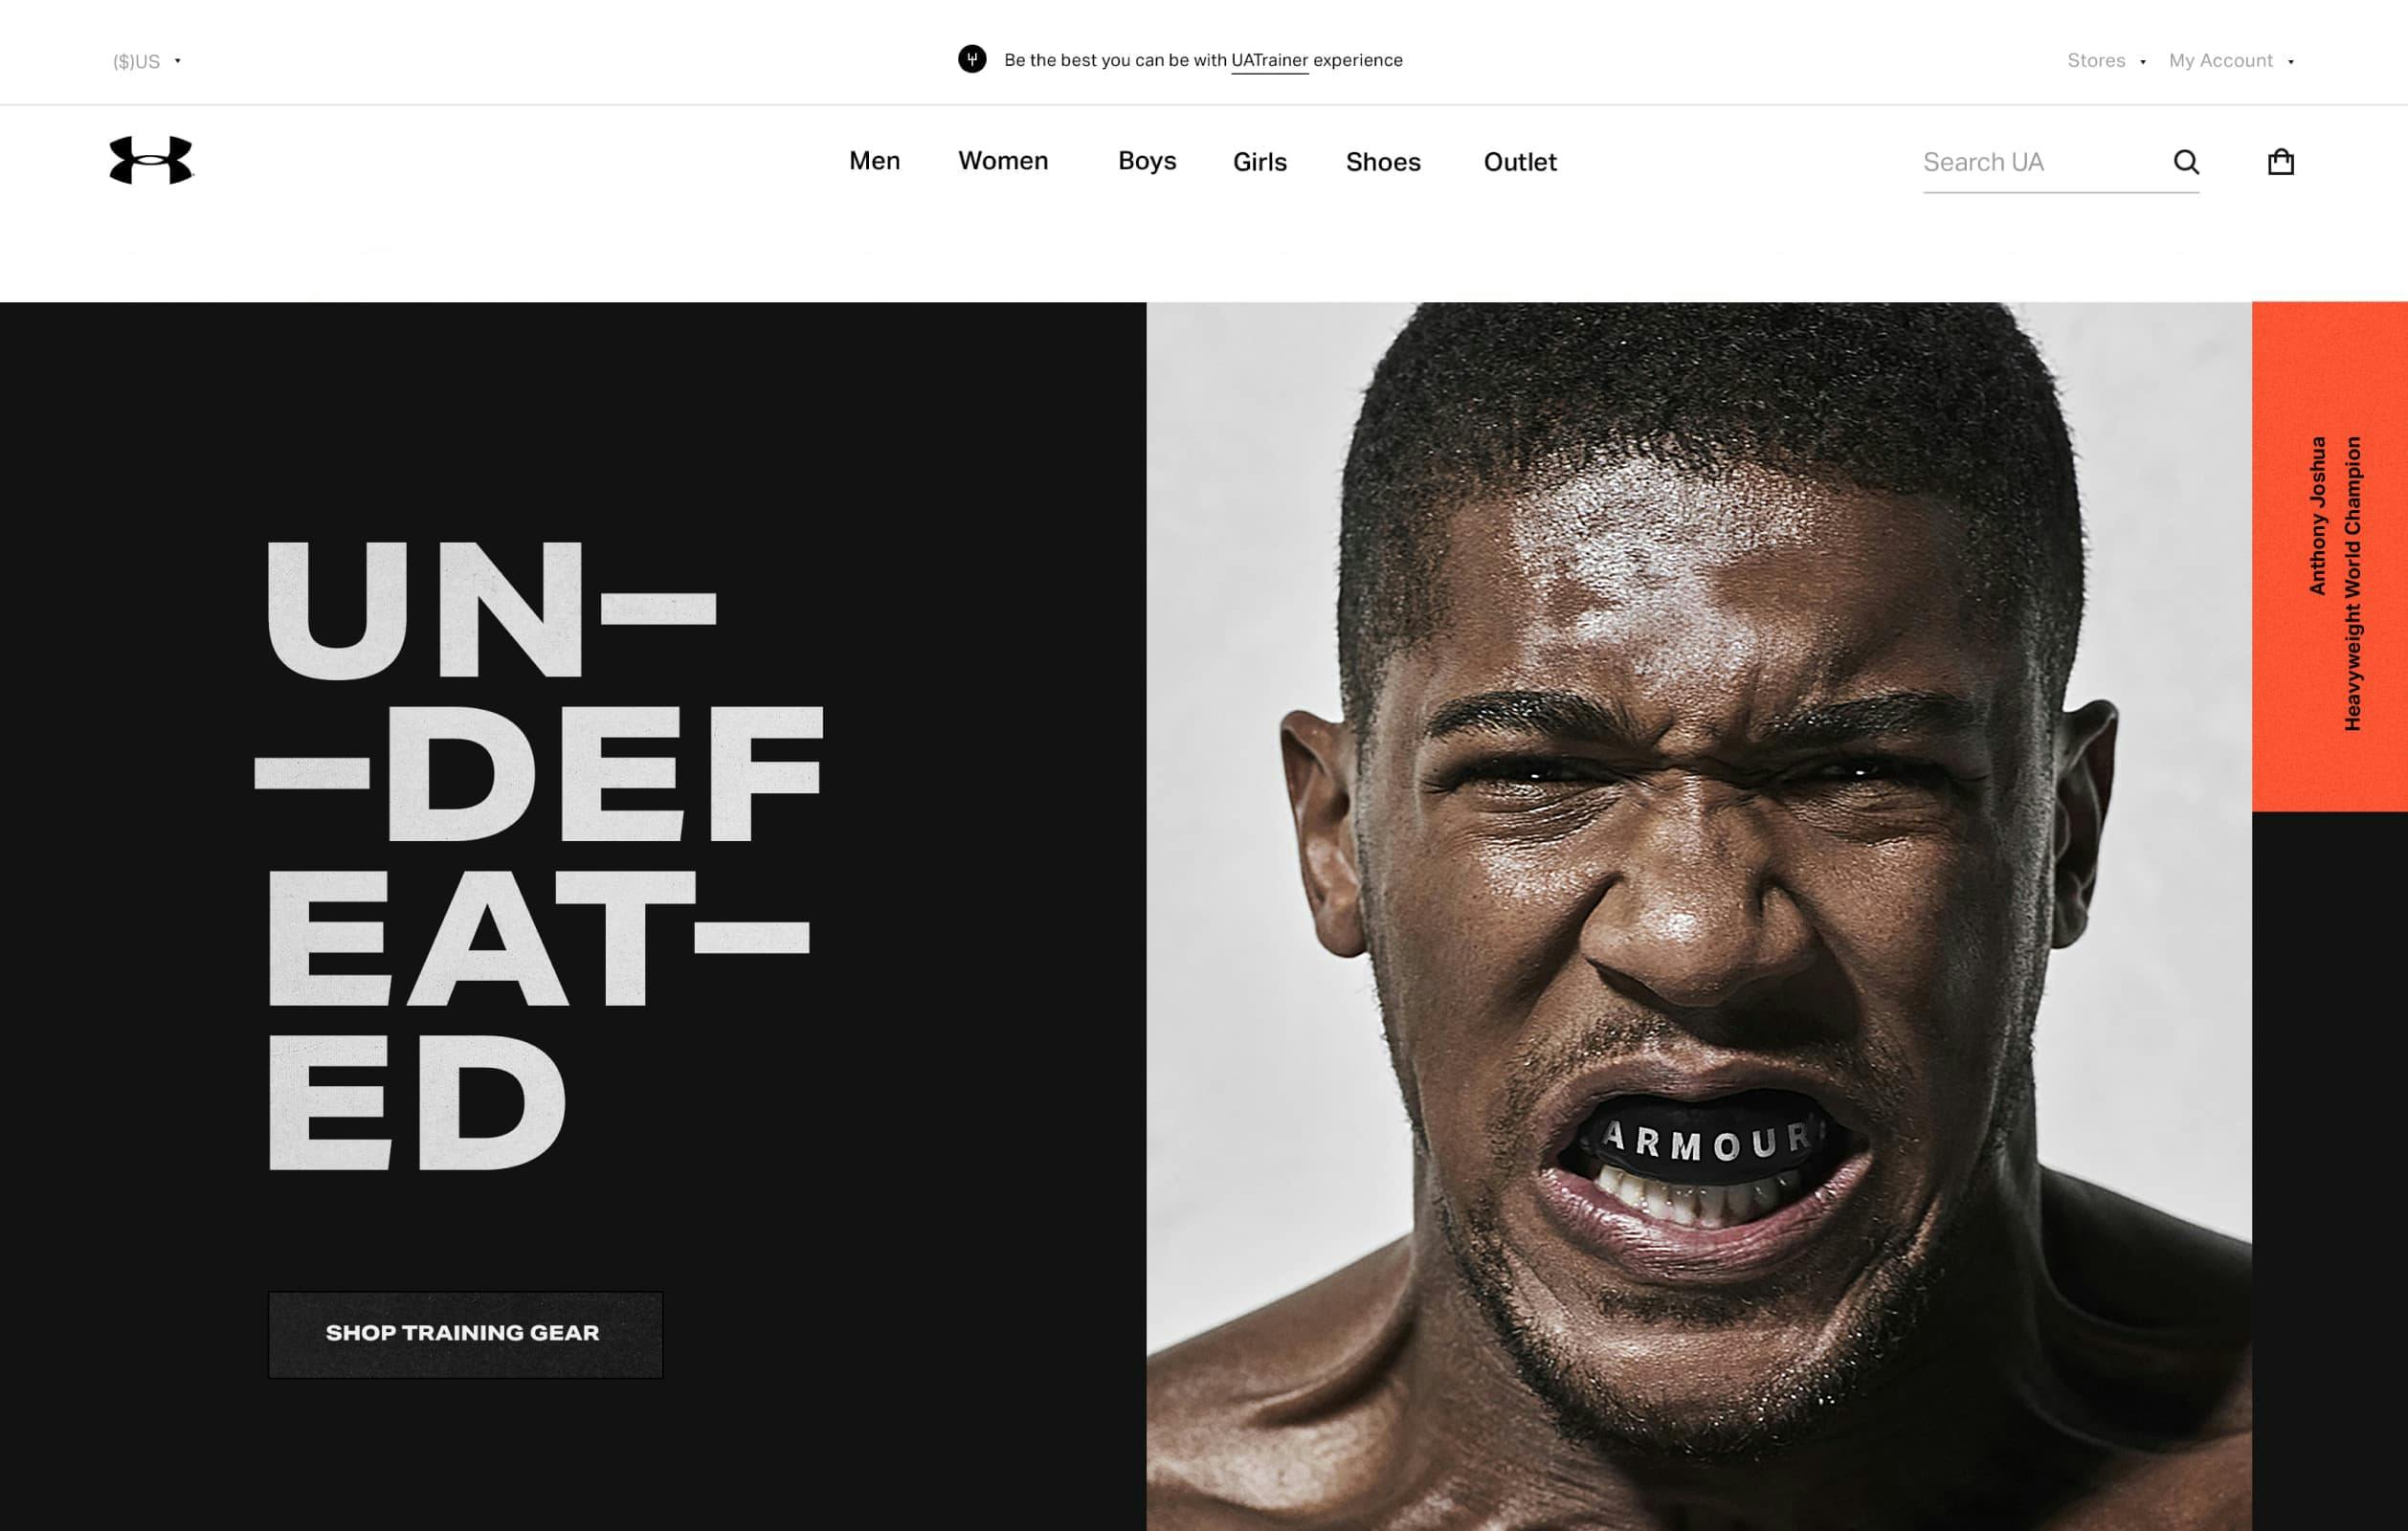 ($)US
Be the best you can be with UATrainer experience
Stores
My Account
Men
Women
Boys
Girls
Shoes
Outlet
Search UA
UN–
–DEF
EAT–
ED
SHOP TRAINING GEAR
ARMOUR
Anthony Joshua
Heavyweight World Champion